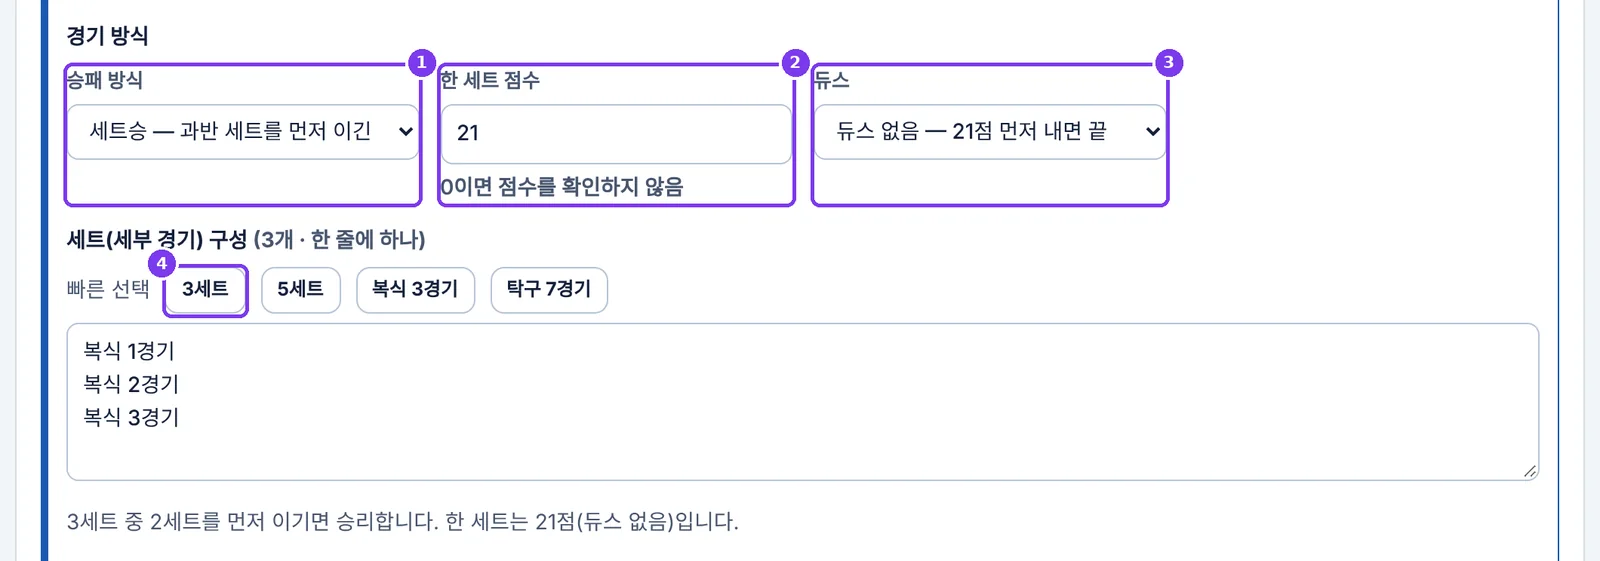 경기 방식
1 2 3
승패 방식 한 세트 점수 듀스
세트승 — 과반 세트를 먼저 이긴 21 듀스 없음 — 21점 먼저 내면 끝
0이면 점수를 확인하지 않음
세트(세부 경기) 구성 (3개 · 한 줄에 하나)
4
빠른 선택 3세트 5세트 복식 3경기 탁구 7경기
복식 1경기
복식 2경기
복식 3경기
3세트 중 2세트를 먼저 이기면 승리합니다. 한 세트는 21점(듀스 없음)입니다.